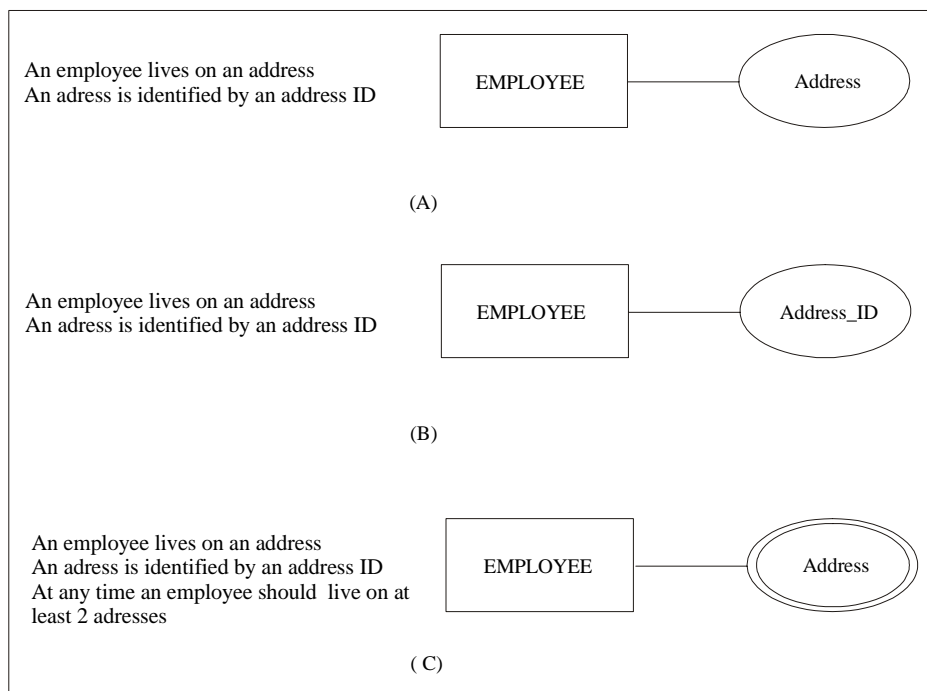 An employee lives on an address
An adress is identified by an address ID
EMPLOYEE
Address
(A)
An employee lives on an address
An adress is identified by an address ID
EMPLOYEE
Address_ID
(B)
An employee lives on an address
An adress is identified by an address ID
At any time an employee should live on at
least 2 adresses
EMPLOYEE
Address
( C)